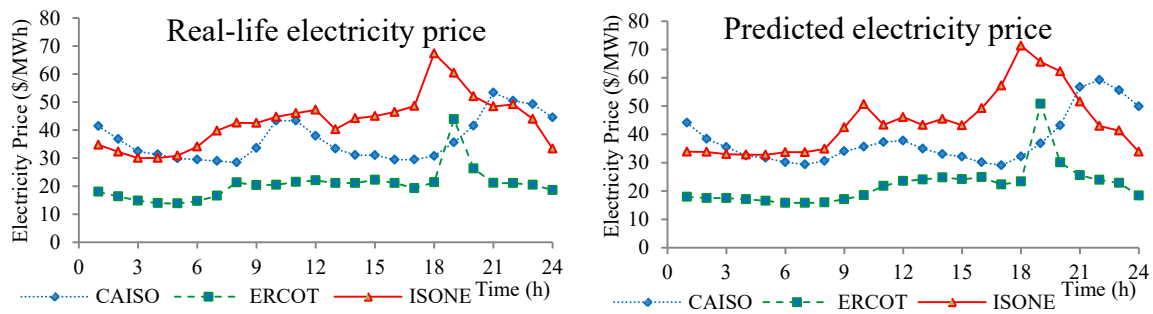 Real-life electricity price
Electricity Price ($/MWh)
80
70
60
50
40
30
20
10
0
0 3 6 9 12 15 18 21 24
Time (h)
CAISO ERCOT ISONE
Predicted electricity price
Electricity Price ($/MWh)
80
70
60
50
40
30
20
10
0
0 3 6 9 12 15 18 21 24
Time (h)
CAISO ERCOT ISONE